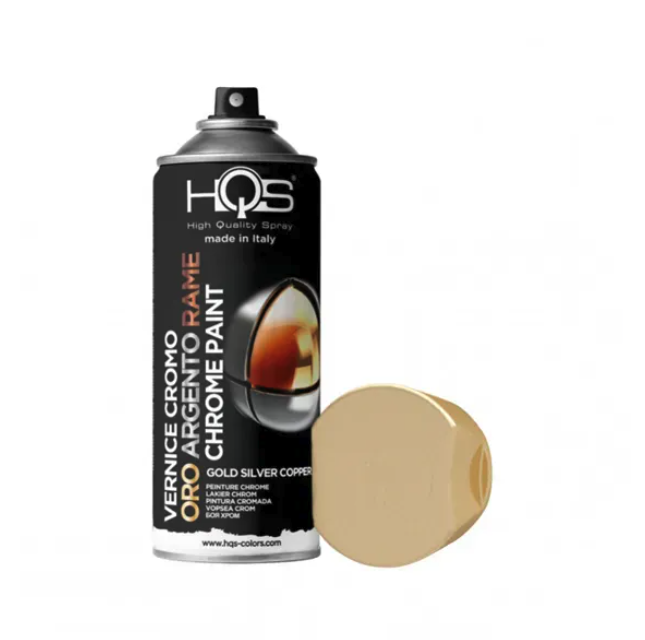 HQS®
High Quality Spray
made in Italy
VERNICE CROMO
ORO ARGENTO RAME
CHROME PAINT
GOLD SILVER COPPER
PEINTURE CHROME
LAKIER CHROM
PINTURA CROMADA
VOPSEA CROM
БОЯ ХРОМ
www.hqs-colors.com